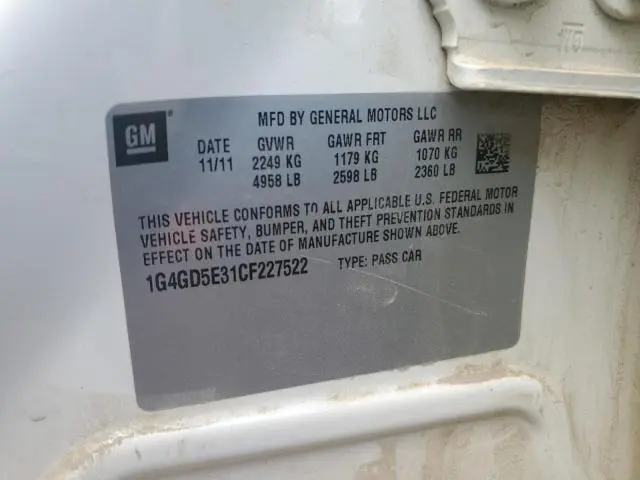 GM
MFD BY GENERAL MOTORS LLC
DATE GVWR GAWR FRT GAWR RR
11/11 2249 KG 1179 KG 1070 KG
4958 LB 2598 LB 2360 LB
THIS VEHICLE CONFORMS TO ALL APPLICABLE U.S. FEDERAL MOTOR
VEHICLE SAFETY, BUMPER, AND THEFT PREVENTION STANDARDS IN
EFFECT ON THE DATE OF MANUFACTURE SHOWN ABOVE.
1G4GD5E31CF227522 TYPE: PASS CAR